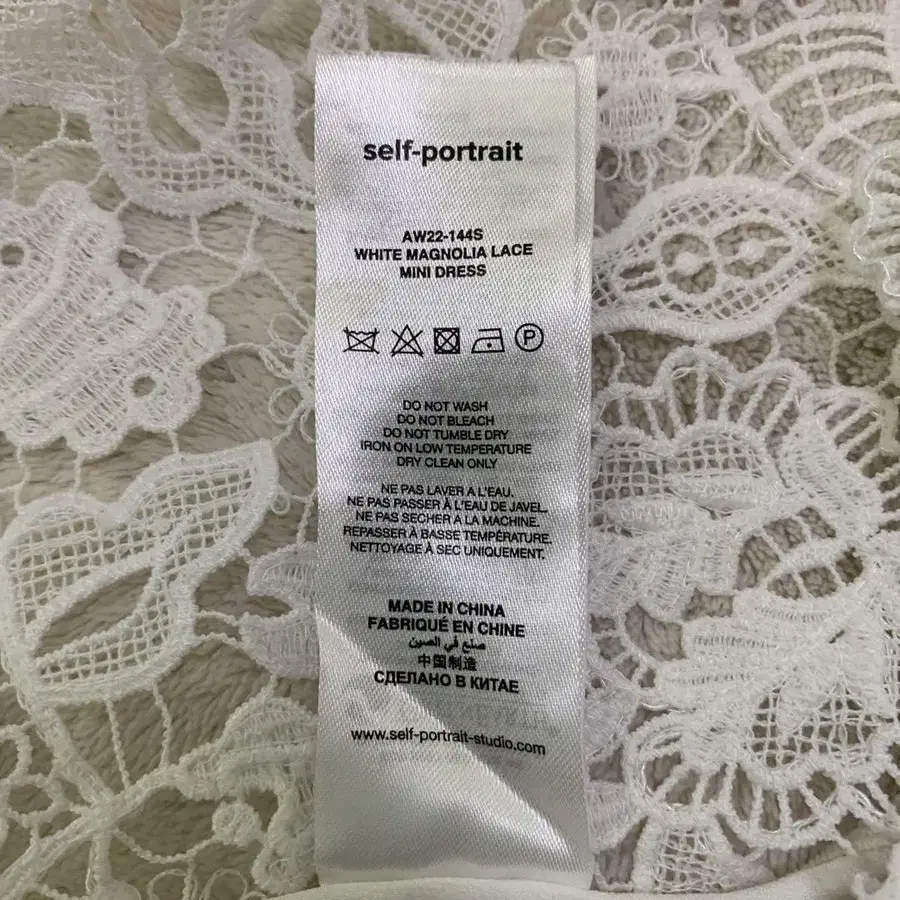 self-portrait
AW22-144S
WHITE MAGNOLIA LACE
MINI DRESS
P
DO NOT WASH
DO NOT BLEACH
DO NOT TUMBLE DRY
IRON ON LOW TEMPERATURE
DRY CLEAN ONLY
NE PAS LAVER A L'EAU.
NE PAS PASSER À L'EAU DE JAVEL.
NE PAS SECHER A LA MACHINE.
REPASSER À BASSE TEMPÉRATURE.
NETTOYAGE À SEC UNIQUEMENT.
MADE IN CHINA
FABRIQUÉ EN CHINE
صنع في الصين
中国制造
СДЕЛАНО В КИТАЕ
www.self-portrait-studio.com